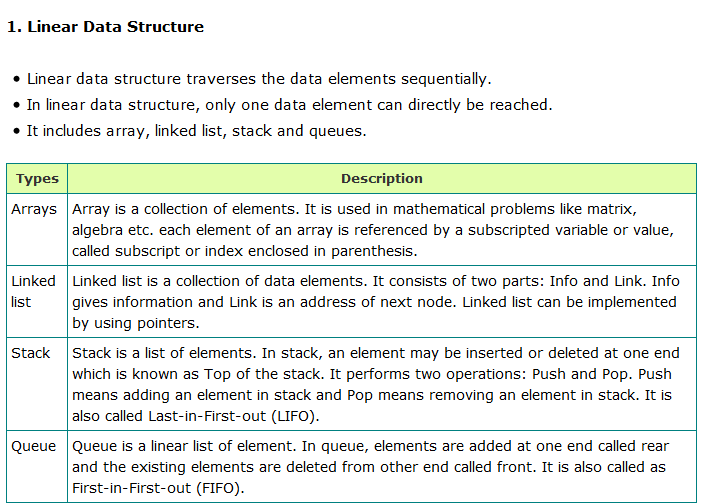 1. Linear Data Structure
• Linear data structure traverses the data elements sequentially.
• In linear data structure, only one data element can directly be reached.
• It includes array, linked list, stack and queues.
Types Description
Arrays Array is a collection of elements. It is used in mathematical problems like matrix,
algebra etc. each element of an array is referenced by a subscripted variable or value,
called subscript or index enclosed in parenthesis.
Linked Linked list is a collection of data elements. It consists of two parts: Info and Link. Info
list gives information and Link is an address of next node. Linked list can be implemented
by using pointers.
Stack Stack is a list of elements. In stack, an element may be inserted or deleted at one end
which is known as Top of the stack. It performs two operations: Push and Pop. Push
means adding an element in stack and Pop means removing an element in stack. It is
also called Last-in-First-out (LIFO).
Queue Queue is a linear list of element. In queue, elements are added at one end called rear
and the existing elements are deleted from other end called front. It is also called as
First-in-First-out (FIFO).